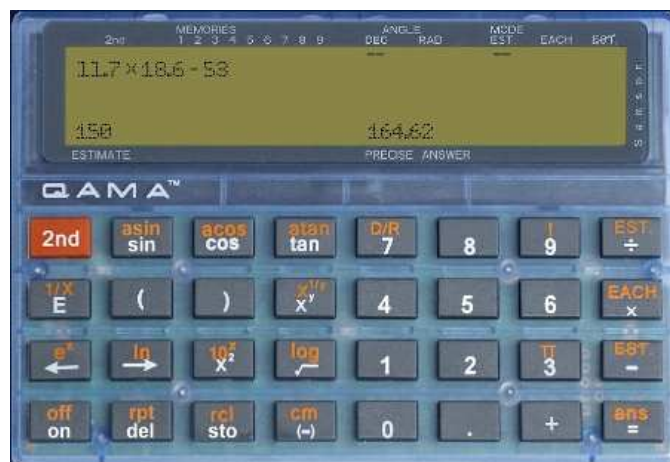 MEMORIES ANGLE MODE
2nd 1 2 3 4 5 6 7 8 9 DEC RAD EST. EACH EST.
11.7×18.6-53
150 164.62
ESTIMATE PRECISE ANSWER
QAMA™
asin acos atan D/R ! EST.
2nd sin cos tan 7 8 9 ÷
1/X X1/y EACH
E ( ) Xy 4 5 6 ×
ex ln 10x log π EST
← → X2 √ 1 2 3 -
off rpt rcl cm ans
on del sto (-) 0 . + =